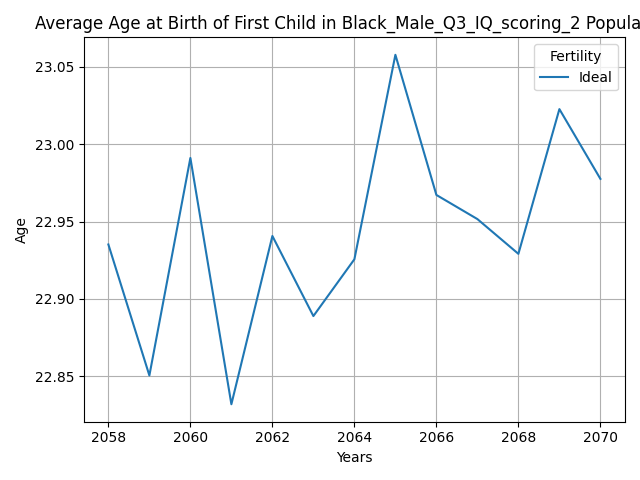 Average Age at Birth of First Child in Black_Male_Q3_IQ_scoring_2 Popula
Fertility
Ideal
23.05
23.00
22.95
22.90
22.85
Age
2058 2060 2062 2064 2066 2068 2070
Years